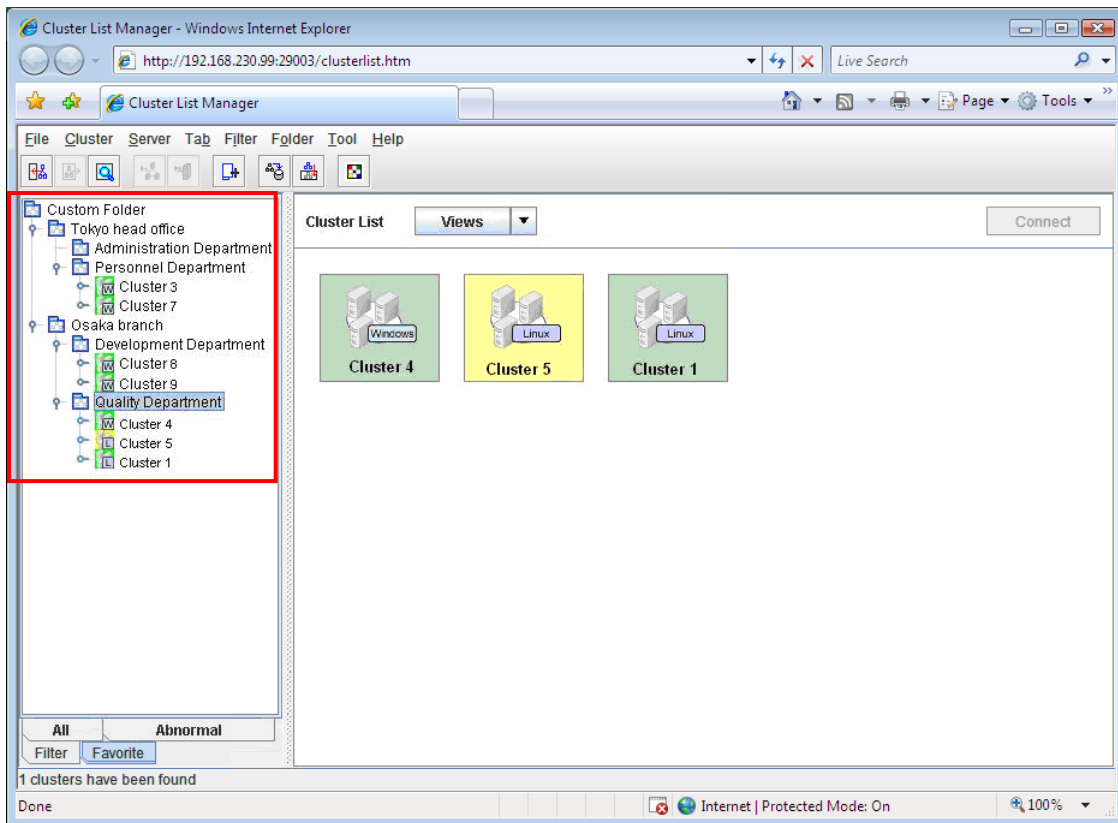 Cluster List Manager - Windows Internet Explorer
http://192.168.230.99:29003/clusterlist.htm
Live Search
Cluster List Manager
Page
Tools
File Cluster Server Tab Filter Folder Tool Help
Custom Folder
Tokyo head office
Administration Department
Personnel Department
W Cluster 3
W Cluster 7
Osaka branch
Development Department
W Cluster 8
W Cluster 9
Quality Department
W Cluster 4
L Cluster 5
L Cluster 1
Cluster List
Views
Connect
Windows
Cluster 4
Linux
Cluster 5
Linux
Cluster 1
All Abnormal
Filter Favorite
1 clusters have been found
Done
Internet | Protected Mode: On
100%